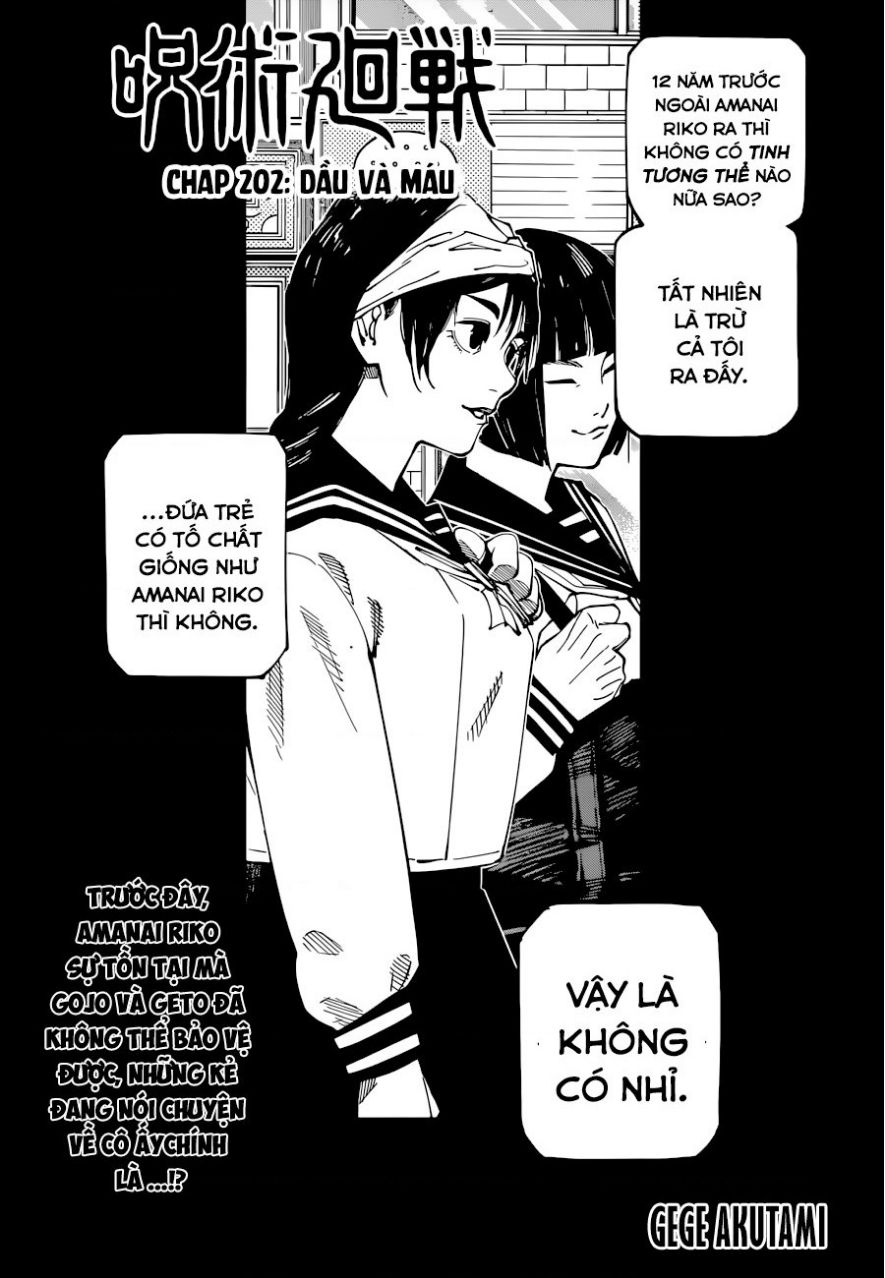 呪術廻戦
CHAP 202: DẦU VÀ MÁU
12 NĂM TRƯỚC
NGOÀI AMANAI
RIKO RA THÌ
KHÔNG CÓ TINH
TƯƠNG THỂ NÀO
NỮA SAO?
TẤT NHIÊN
LÀ TRỪ
CẢ TÔI
RA ĐẤY.
...ĐỨA TRẺ
CÓ TỐ CHẤT
GIỐNG NHƯ
AMANAI RIKO
THÌ KHÔNG.
VẬY LÀ
KHÔNG
CÓ NHỈ.
TRƯỚC ĐÂY,
AMANAI RIKO
SỰ TỒN TẠI MÀ
GOJO VÀ GETO ĐÃ
KHÔNG THỂ BẢO VỆ
ĐƯỢC, NHỮNG KẺ
ĐANG NÓI CHUYỆN
VỀ CÔ ẤYCHÍNH
LÀ ...!?
GEGE AKUTAMI